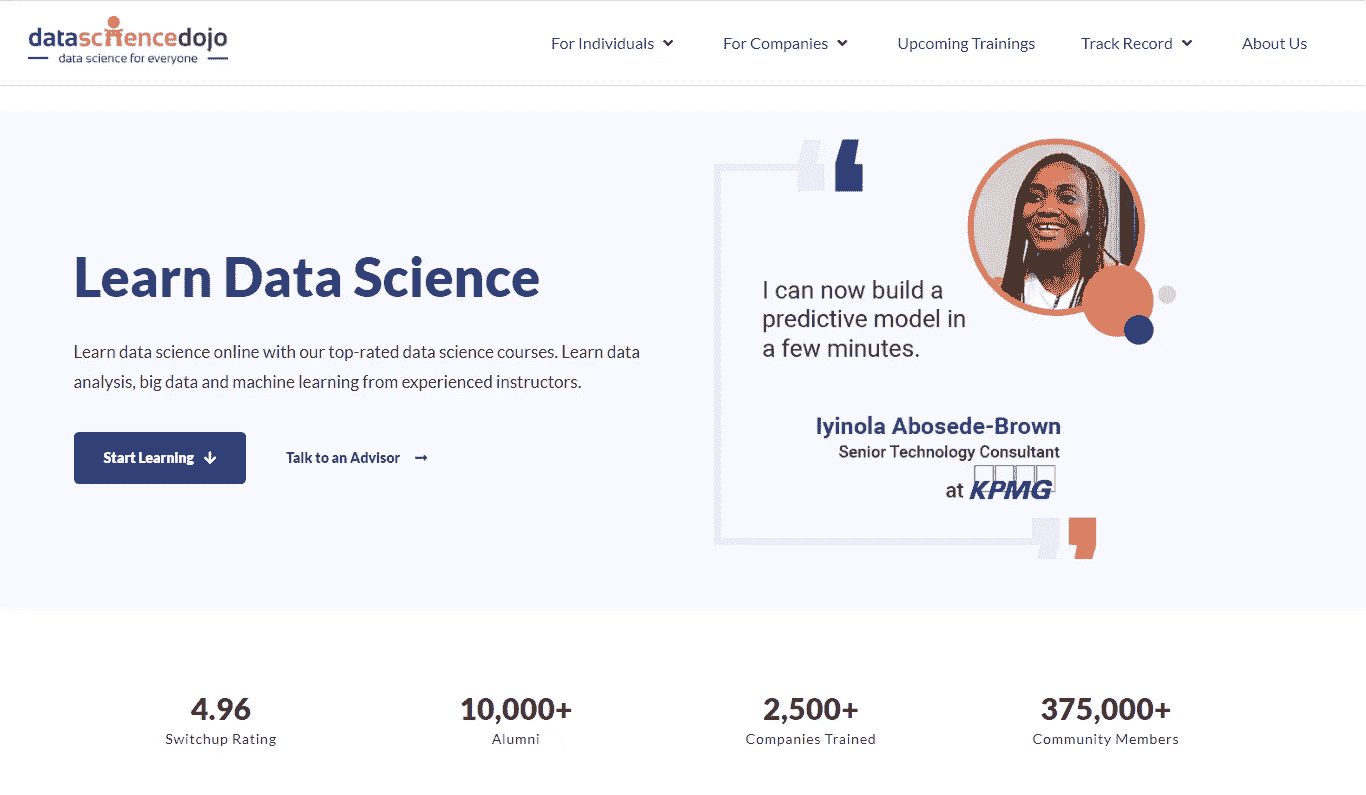 datasciencedojo
data science for everyone
For Individuals
For Companies
Upcoming Trainings
Track Record
About Us
Learn Data Science
Learn data science online with our top-rated data science courses. Learn data
analysis, big data and machine learning from experienced instructors.
Start Learning
Talk to an Advisor
I can now build a
predictive model in
a few minutes.
Iyinola Abosede-Brown
Senior Technology Consultant
at KPMG
4.96
Switchup Rating
10,000+
Alumni
2,500+
Companies Trained
375,000+
Community Members